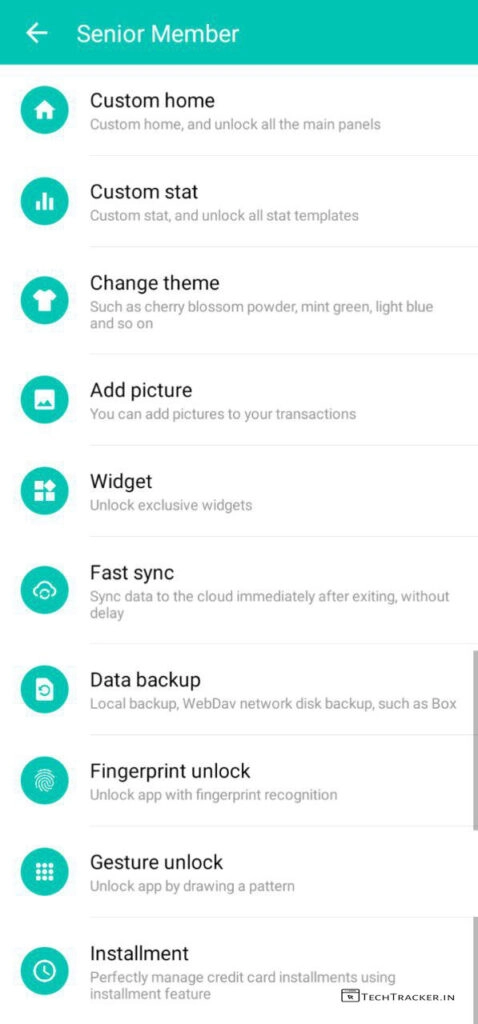 Senior Member
Custom home
Custom home, and unlock all the main panels
Custom stat
Custom stat, and unlock all stat templates
Change theme
Such as cherry blossom powder, mint green, light blue
and so on
Add picture
You can add pictures to your transactions
Widget
Unlock exclusive widgets
Fast sync
Sync data to the cloud immediately after exiting, without
delay
Data backup
Local backup, WebDav network disk backup, such as Box
Fingerprint unlock
Unlock app with fingerprint recognition
Gesture unlock
Unlock app by drawing a pattern
Installment
Perfectly manage credit card installments using
installment feature
TechTracker.in